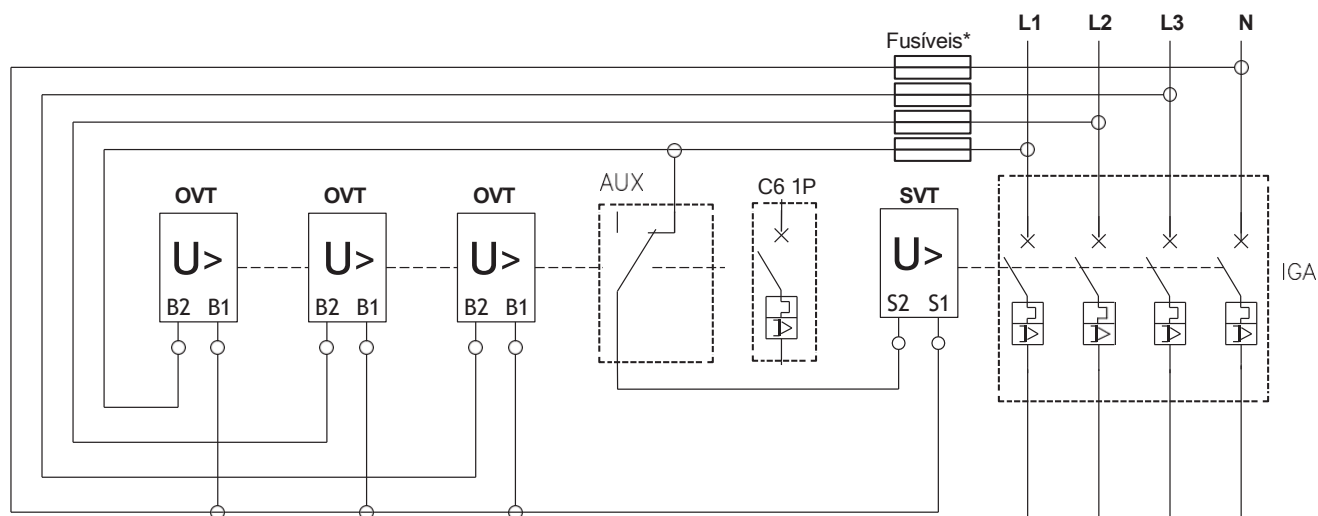 L1 L2 L3 N
Fusíveis*
OVT OVT OVT AUX C6 1P SVT
U> U> U> U>
IGA
B2 B1 B2 B1 B2 B1 S2 S1